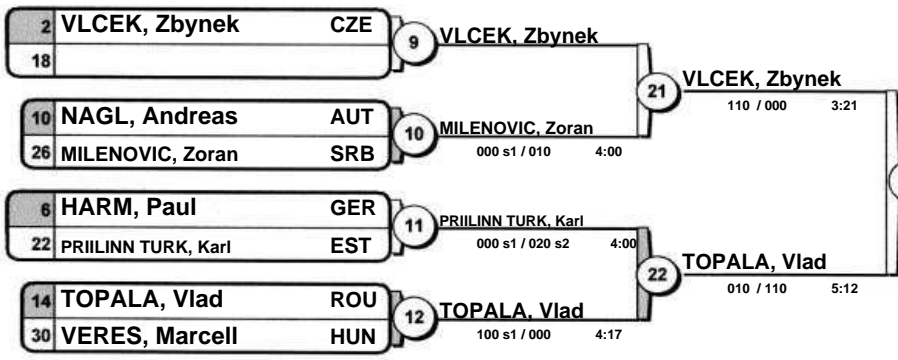 2 VLCEK, Zbynek CZE
18
9 VLCEK, Zbynek
10 NAGL, Andreas AUT
26 MILENOVIC, Zoran SRB
10 MILENOVIC, Zoran
000 s1 / 010 4:00
21 VLCEK, Zbynek
110 / 000 3:21
6 HARM, Paul GER
22 PRIILINN TURK, Karl EST
11 PRIILINN TURK, Karl
000 s1 / 020 s2 4:00
14 TOPALA, Vlad ROU
30 VERES, Marcell HUN
12 TOPALA, Vlad
100 s1 / 000 4:17
22 TOPALA, Vlad
010 / 110 5:12